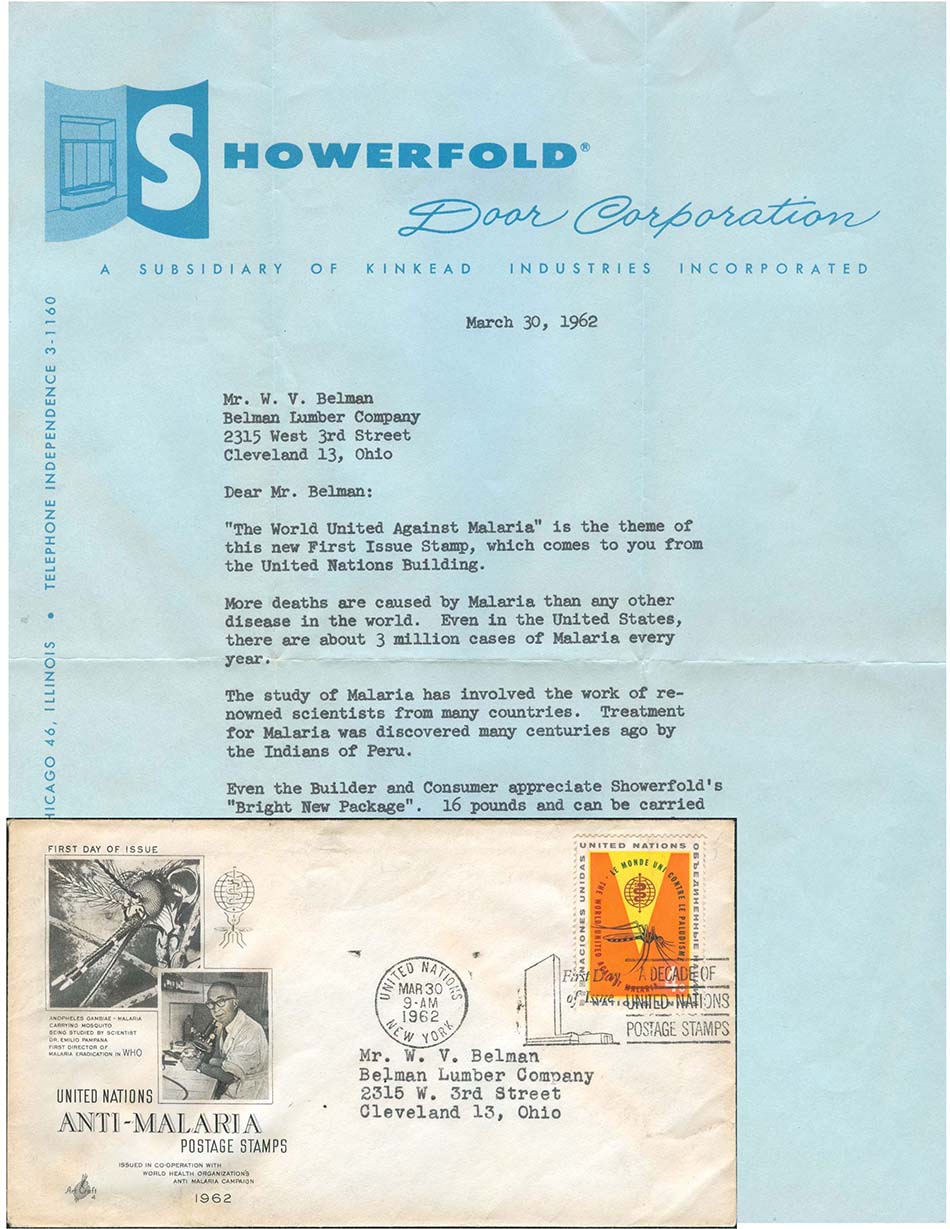 SHOWERFOLD®
Door Corporation
A SUBSIDIARY OF KINKEAD INDUSTRIES INCORPORATED
HICAGO 46, ILLINOIS • TELEPHONE INDEPENDENCE 3-1160
March 30, 1962
Mr. W. V. Belman
Belman Lumber Company
2315 West 3rd Street
Cleveland 13, Ohio
Dear Mr. Belman:
"The World United Against Malaria" is the theme of
this new First Issue Stamp, which comes to you from
the United Nations Building.
More deaths are caused by Malaria than any other
disease in the world. Even in the United States,
there are about 3 million cases of Malaria every
year.
The study of Malaria has involved the work of re-
nowned scientists from many countries. Treatment
for Malaria was discovered many centuries ago by
the Indians of Peru.
Even the Builder and Consumer appreciate Showerfold's
"Bright New Package". 16 pounds and can be carried
FIRST DAY OF ISSUE
ANOPHELES GAMBIAE - MALARIA
CARRYING MOSQUITO
BEING STUDIED BY SCIENTIST
DR. EMILIO PAMPANA
FIRST DIRECTOR OF
MALARIA ERADICATION in WHO
UNITED NATIONS
ANTI-MALARIA
POSTAGE STAMPS
ISSUED IN CO-OPERATION WITH
WORLD HEALTH ORGANIZATION'S
ANTI MALARIA CAMPAIGN
1962
Art Craft
UNITED NATIONS
MAR 30
9-AM
1962
NEW YORK
First Day
of Issue
A DECADE OF
UNITED NATIONS
POSTAGE STAMPS
UNITED NATIONS
NACIONES UNIDAS
ОБЪЕДИНЕННЫЕ
LE MONDE UNI CONTRE LE PALUDISME
THE WORLD UNITED AGAINST MALARIA
4c
Mr. W. V. Belman
Belman Lumber Company
2315 W. 3rd Street
Cleveland 13, Ohio